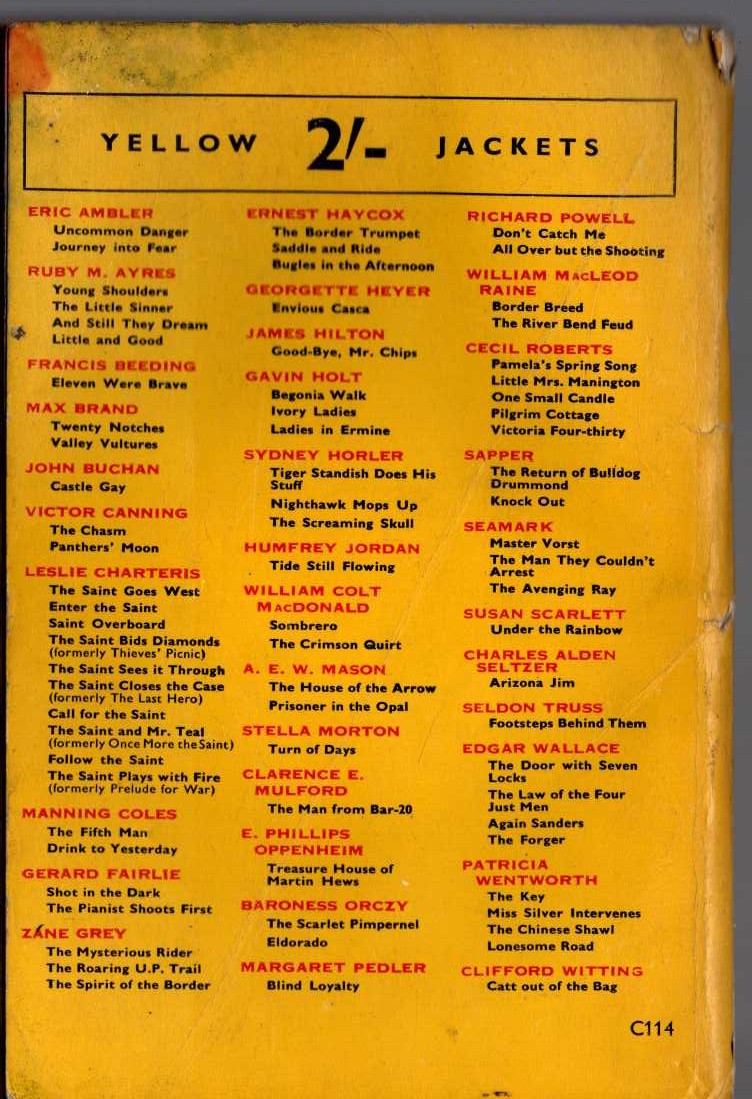 YELLOW 2/- JACKETS
ERIC AMBLER
Uncommon Danger
Journey into Fear
RUBY M. AYRES
Young Shoulders
The Little Sinner
And Still They Dream
Little and Good
FRANCIS BEEDING
Eleven Were Brave
MAX BRAND
Twenty Notches
Valley Vultures
JOHN BUCHAN
Castle Gay
VICTOR CANNING
The Chasm
Panthers' Moon
LESLIE CHARTERIS
The Saint Goes West
Enter the Saint
Saint Overboard
The Saint Bids Diamonds
(formerly Thieves' Picnic)
The Saint Sees it Through
The Saint Closes the Case
(formerly The Last Hero)
Call for the Saint
The Saint and Mr. Teal
(formerly Once More the Saint)
Follow the Saint
The Saint Plays with Fire
(formerly Prelude for War)
MANNING COLES
The Fifth Man
Drink to Yesterday
GERARD FAIRLIE
Shot in the Dark
The Pianist Shoots First
ZANE GREY
The Mysterious Rider
The Roaring U.P. Trail
The Spirit of the Border
ERNEST HAYCOX
The Border Trumpet
Saddle and Ride
Bugles in the Afternoon
GEORGETTE HEYER
Envious Casca
JAMES HILTON
Good-Bye, Mr. Chips
GAVIN HOLT
Begonia Walk
Ivory Ladies
Ladies in Ermine
SYDNEY HORLER
Tiger Standish Does His
Stuff
Nighthawk Mops Up
The Screaming Skull
HUMFREY JORDAN
Tide Still Flowing
WILLIAM COLT
MacDONALD
Sombrero
The Crimson Quirt
A. E. W. MASON
The House of the Arrow
Prisoner in the Opal
STELLA MORTON
Turn of Days
CLARENCE E.
MULFORD
The Man from Bar-20
E. PHILLIPS
OPPENHEIM
Treasure House of
Martin Hews
BARONESS ORCZY
The Scarlet Pimpernel
Eldorado
MARGARET PEDLER
Blind Loyalty
RICHARD POWELL
Don't Catch Me
All Over but the Shooting
WILLIAM MacLEOD
RAINE
Border Breed
The River Bend Feud
CECIL ROBERTS
Pamela's Spring Song
Little Mrs. Manington
One Small Candle
Pilgrim Cottage
Victoria Four-thirty
SAPPER
The Return of Bulldog
Drummond
Knock Out
SEAMARK
Master Vorst
The Man They Couldn't
Arrest
The Avenging Ray
SUSAN SCARLETT
Under the Rainbow
CHARLES ALDEN
SELTZER
Arizona Jim
SELDON TRUSS
Footsteps Behind Them
EDGAR WALLACE
The Door with Seven
Locks
The Law of the Four
Just Men
Again Sanders
The Forger
PATRICIA
WENTWORTH
The Key
Miss Silver Intervenes
The Chinese Shawl
Lonesome Road
CLIFFORD WITTING
Catt out of the Bag
C114